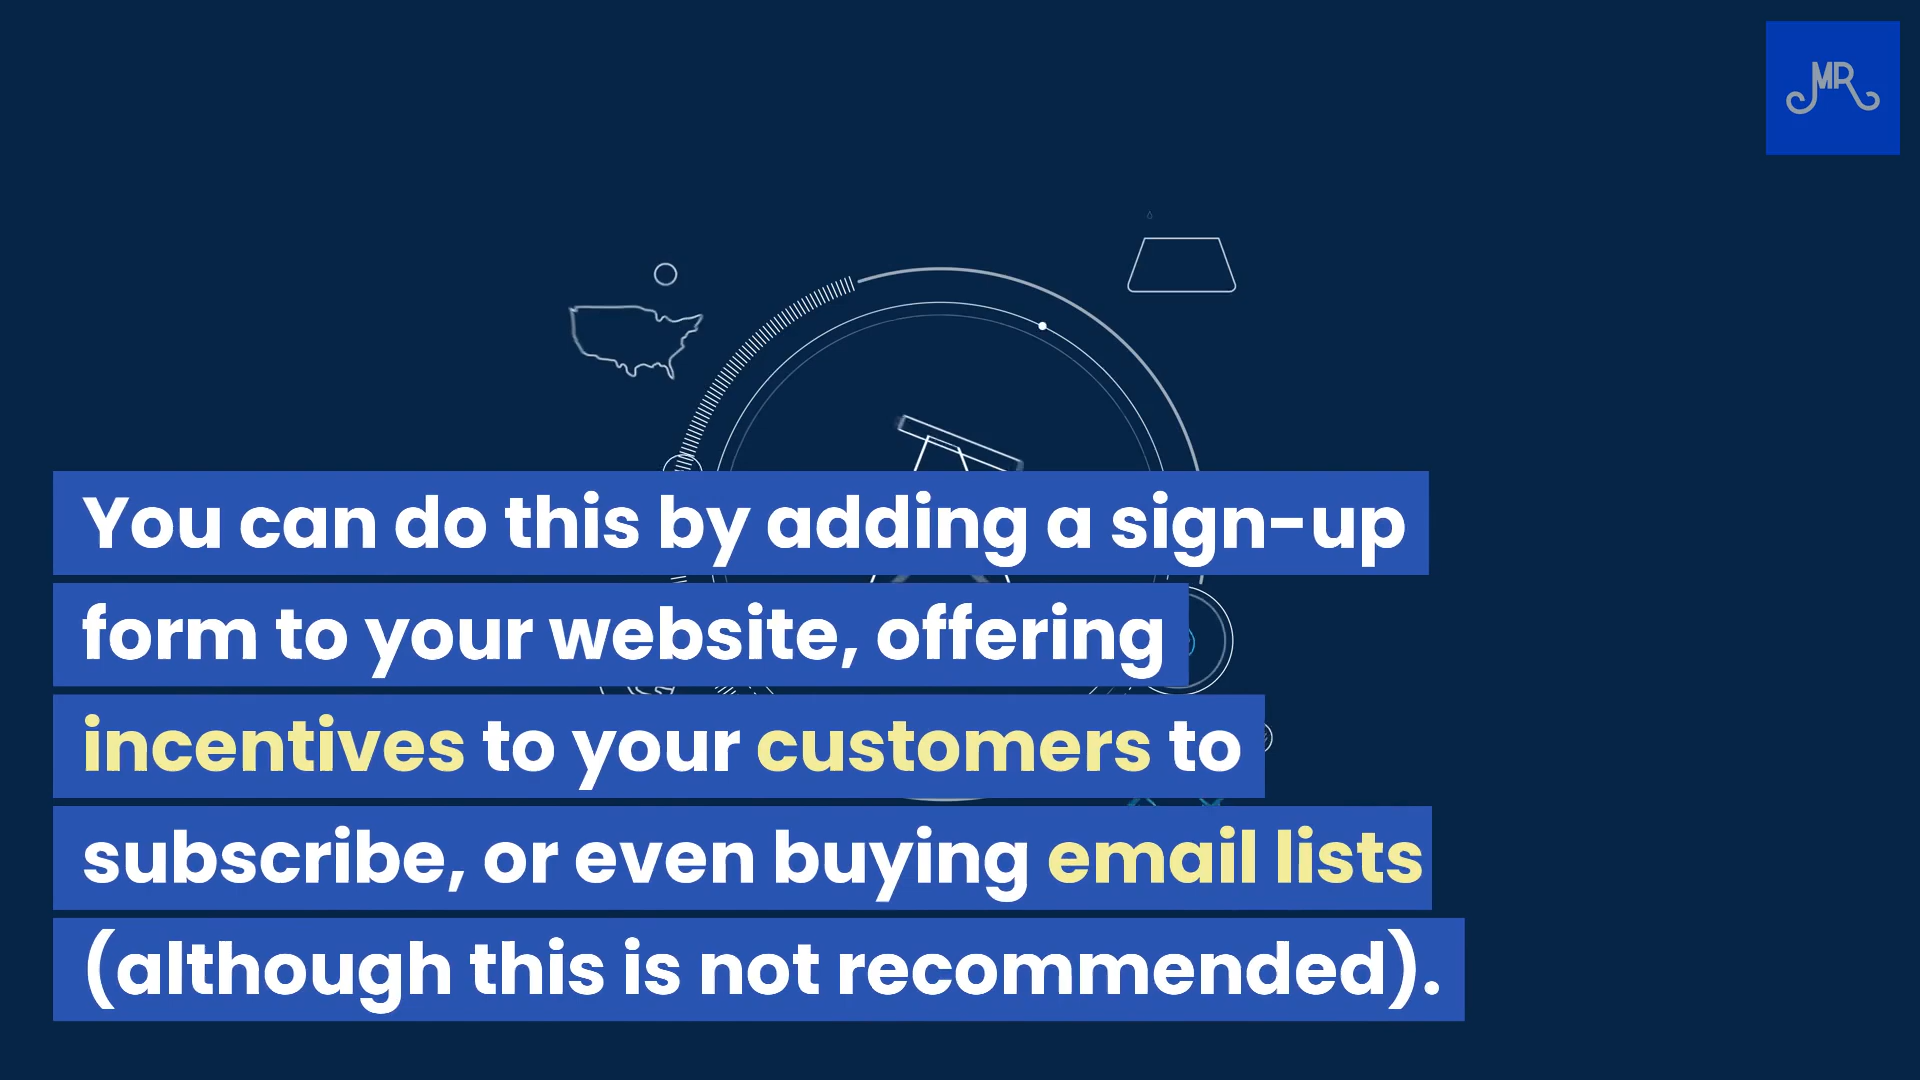 MR
You can do this by adding a sign-up
form to your website, offering
incentives to your customers to
subscribe, or even buying email lists
(although this is not recommended).